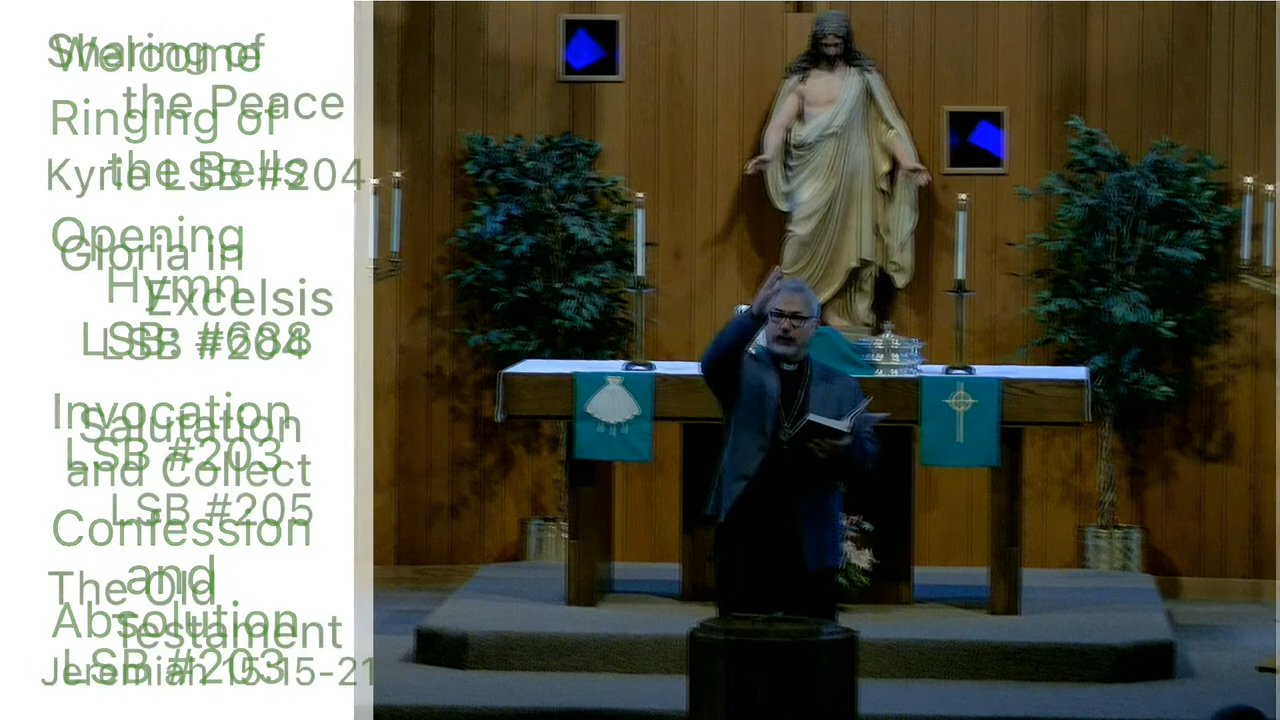 Welcome
Ringing of
the Bells
Opening
Hymn
LSB: #688
Invocation
LSB #203
Confession
and
Absolution
LSB #203
Sharing of
the Peace
Kyrie LSB #204
Gloria in
Excelsis
LSB #204
Salutation
and Collect
LSB #205
The Old
Testament
Jeremiah 15:15-21